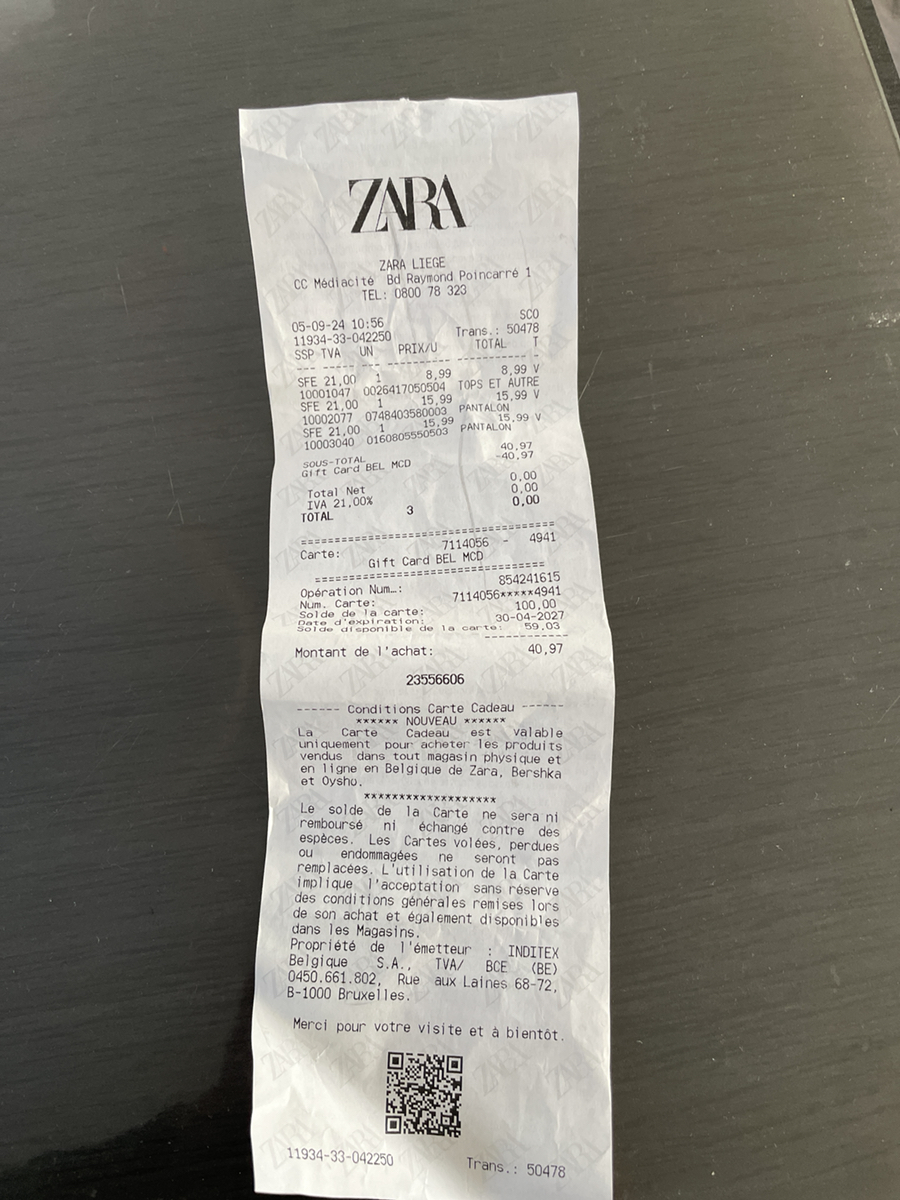 ZARA
ZARA LIEGE
CC Médiacité Bd Raymond Poincarré 1
TEL: 0800 78 323
SCO
05-09-24 10:56
11934-33-042250 Trans.: 50478
SSP TVA UN PRIX/U TOTAL T
--- ----- --- ---------- ----------- -
SFE 21,00 1 8,99 8,99 V
10001047 0026417050504 TOPS ET AUTRE
SFE 21,00 1 15,99 15,99 V
10002077 0748403580003 PANTALON
SFE 21,00 1 15,99 15,99 V
10003040 0160805550503 PANTALON
SOUS-TOTAL 40,97
Gift Card BEL MCD -40,97
Total Net 0,00
IVA 21,00% 0,00
TOTAL 3 0,00
====================================
Carte: 7114056 - 4941
Gift Card BEL MCD
================================
Opération Num..: 854241615
Num. Carte: 7114056*****4941
Solde de la carte: 100,00
Date d'expiration: 30-04-2027
Solde disponible de la carte: 59,03
------------
Montant de l'achat: 40,97
23556606
------ Conditions Carte Cadeau ------
****** NOUVEAU ******
La Carte Cadeau est valable
uniquement pour acheter les produits
vendus dans tout magasin physique et
en ligne en Belgique de Zara, Bershka
et Oysho.
*******************
Le solde de la Carte ne sera ni
remboursé ni échangé contre des
espèces. Les Cartes volées, perdues
ou endommagées ne seront pas
remplacées. L'utilisation de la Carte
implique l'acceptation sans réserve
des conditions générales remises lors
de son achat et également disponibles
dans les Magasins.
Propriété de l'émetteur : INDITEX
Belgique S.A., TVA/ BCE (BE)
0450.661.802, Rue aux Laines 68-72,
B-1000 Bruxelles.
Merci pour votre visite et à bientôt.
11934-33-042250 Trans.: 50478